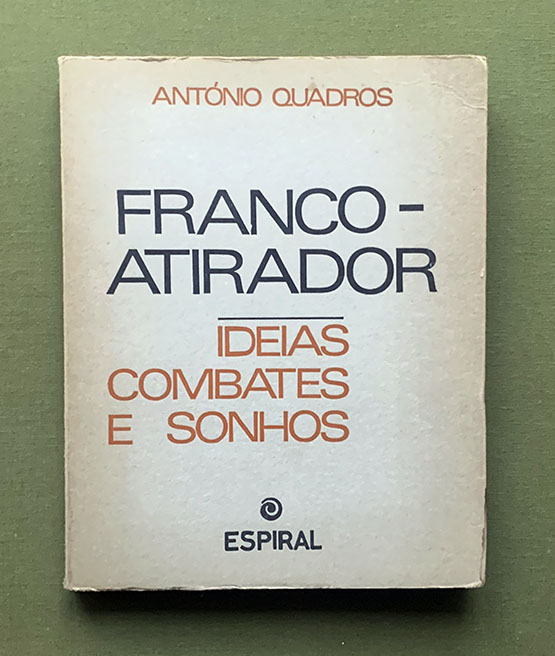 ANTÓNIO QUADROS
FRANCO-
ATIRADOR
IDEIAS
COMBATES
E SONHOS
ESPIRAL